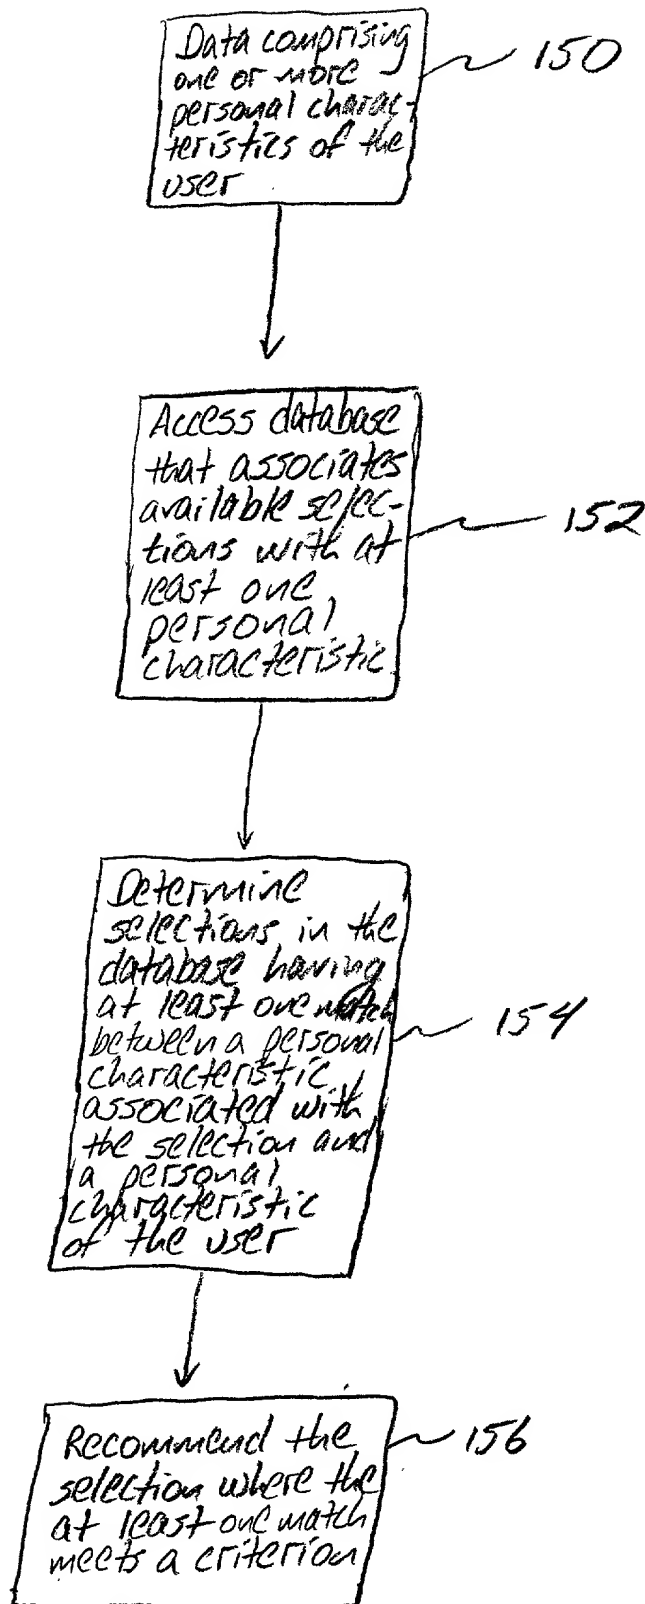 Data comprising
one or more
personal charac-
teristics of the
user
150
Access database
that associates
available selec-
tions with at
least one
personal
characteristic
152
Determine
selections in the
database having
at least one match
between a personal
characteristic
associated with
the selection and
a personal
characteristic
of the user
154
Recommend the
selection where the
at least one match
meets a criterion
156